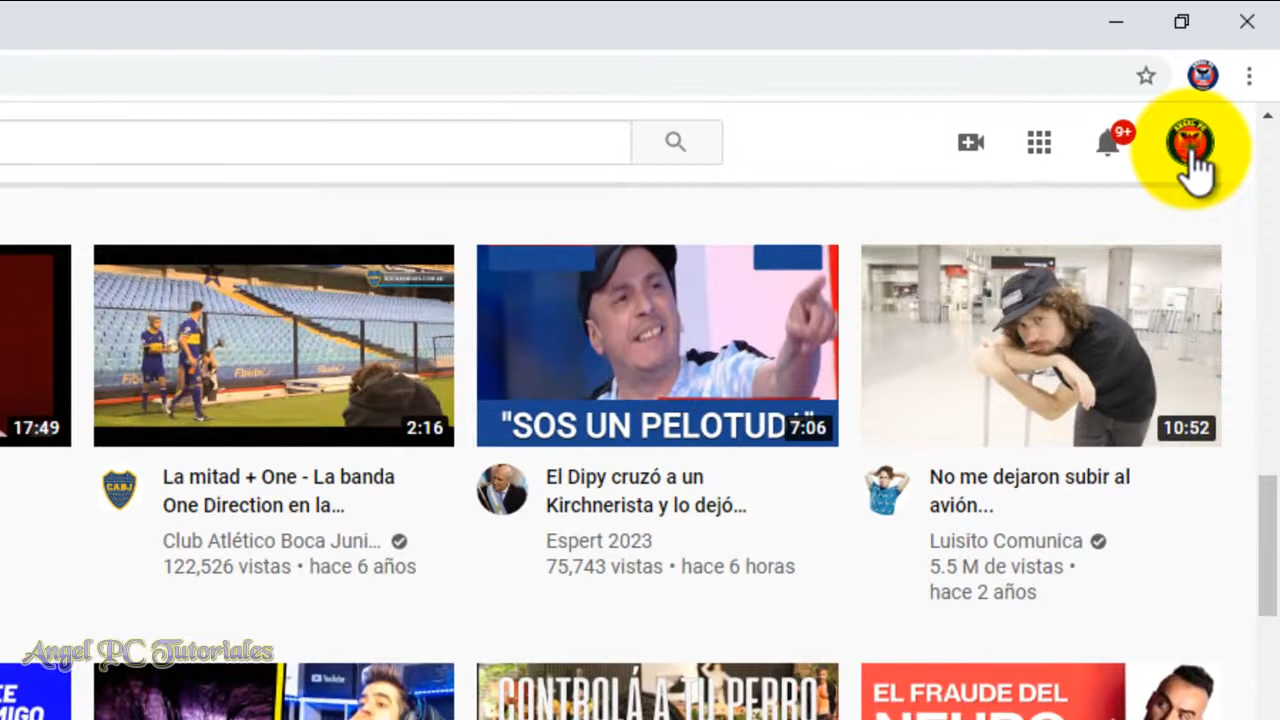 9+
17:49
2:16
"SOS UN PELOTUD
7:06
10:52
CABJ
La mitad + One - La banda
One Direction en la…
Club Atlético Boca Juni…
122,526 vistas • hace 6 años
El Dipy cruzó a un
Kirchnerista y lo dejó…
Espert 2023
75,743 vistas • hace 6 horas
No me dejaron subir al
avión...
Luisito Comunica
5.5 M de vistas •
hace 2 años
Angel PC Tutoriales
YouTube
CONTROLÁ A TU PERRO
EL FRAUDE DEL